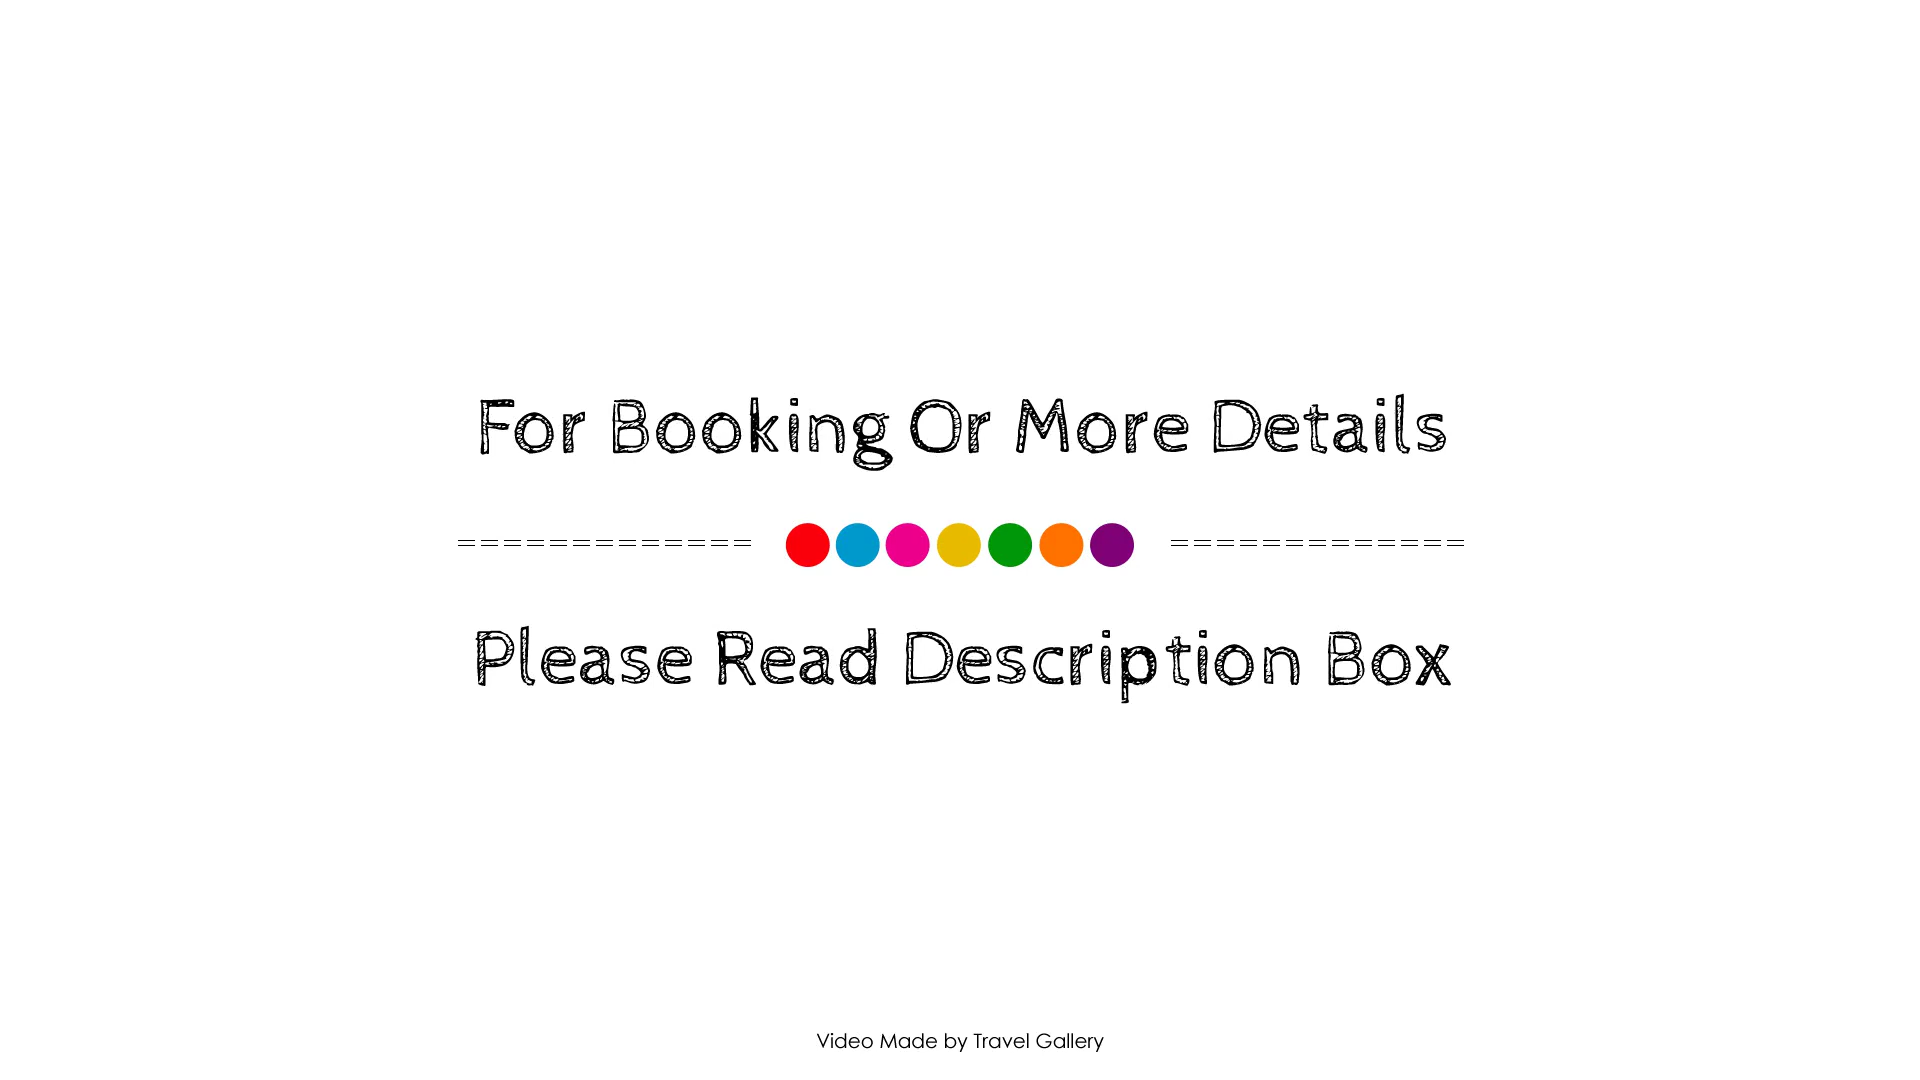 For Booking Or More Details
============= =============
Please Read Description Box
Video Made by Travel Gallery